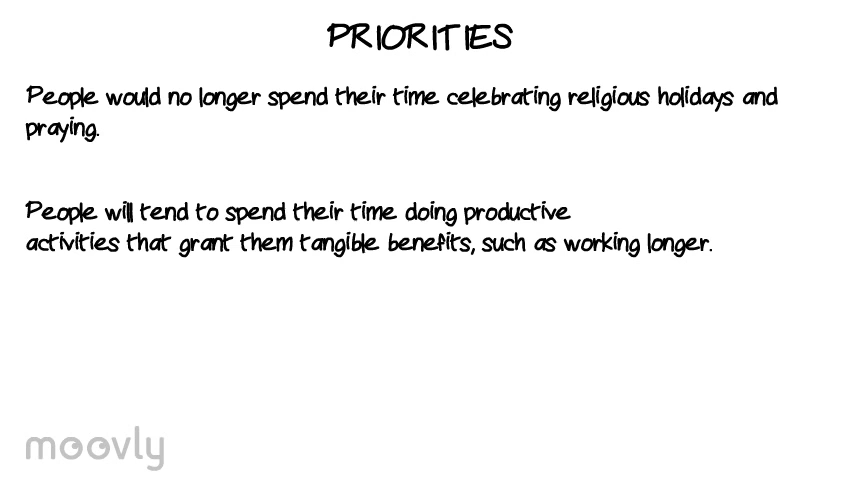 PRIORITIES
People would no longer spend their time celebrating religious holidays and
praying.
People will tend to spend their time doing productive
activities that grant them tangible benefits, such as working longer.
moovly